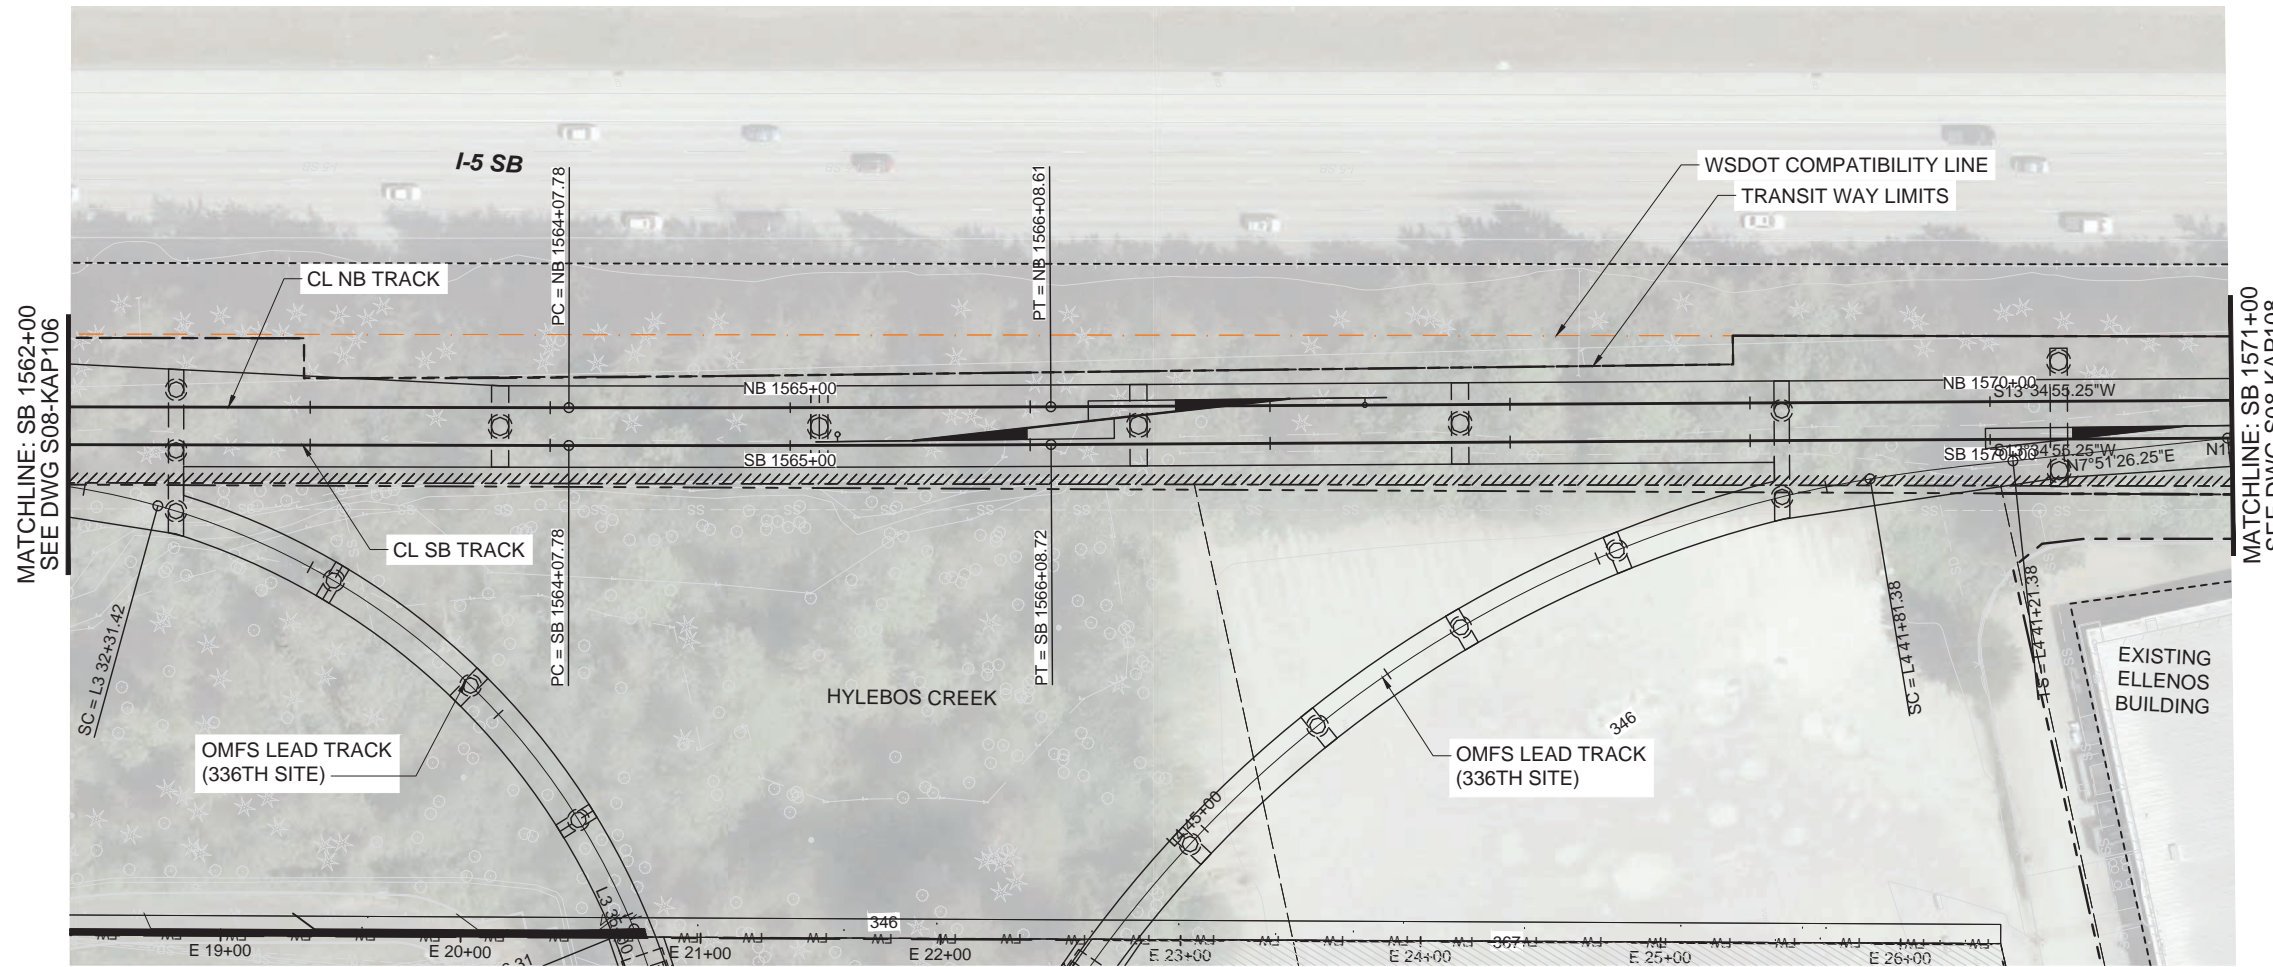 I-5 SB
WSDOT COMPATIBILITY LINE
TRANSIT WAY LIMITS
CL NB TRACK
PC = NB 1564+07.78
PT = NB 1566+08.61
MATCHLINE: SB 1562+00
SEE DWG S08-KAP106
MATCHLINE: SB 1571+00
SEE DWG S08-KAP108
NB 1565+00
NB 1570+00
S13°34'55.25"W
SB 1565+00
SB 1570+00
S13°34'55.25"W
N7°51'26.25"E
CL SB TRACK
PC = SB 1564+07.78
PT = SB 1566+08.72
SC = L3 32+31.42
SC = L4 41+81.38
TS = L4 41+21.38
HYLEBOS CREEK
EXISTING
ELLENOS
BUILDING
OMFS LEAD TRACK
(336TH SITE)
OMFS LEAD TRACK
(336TH SITE)
346
L4 45+00
346
367
E 19+00
E 20+00
E 21+00
E 22+00
E 23+00
E 24+00
E 25+00
E 26+00